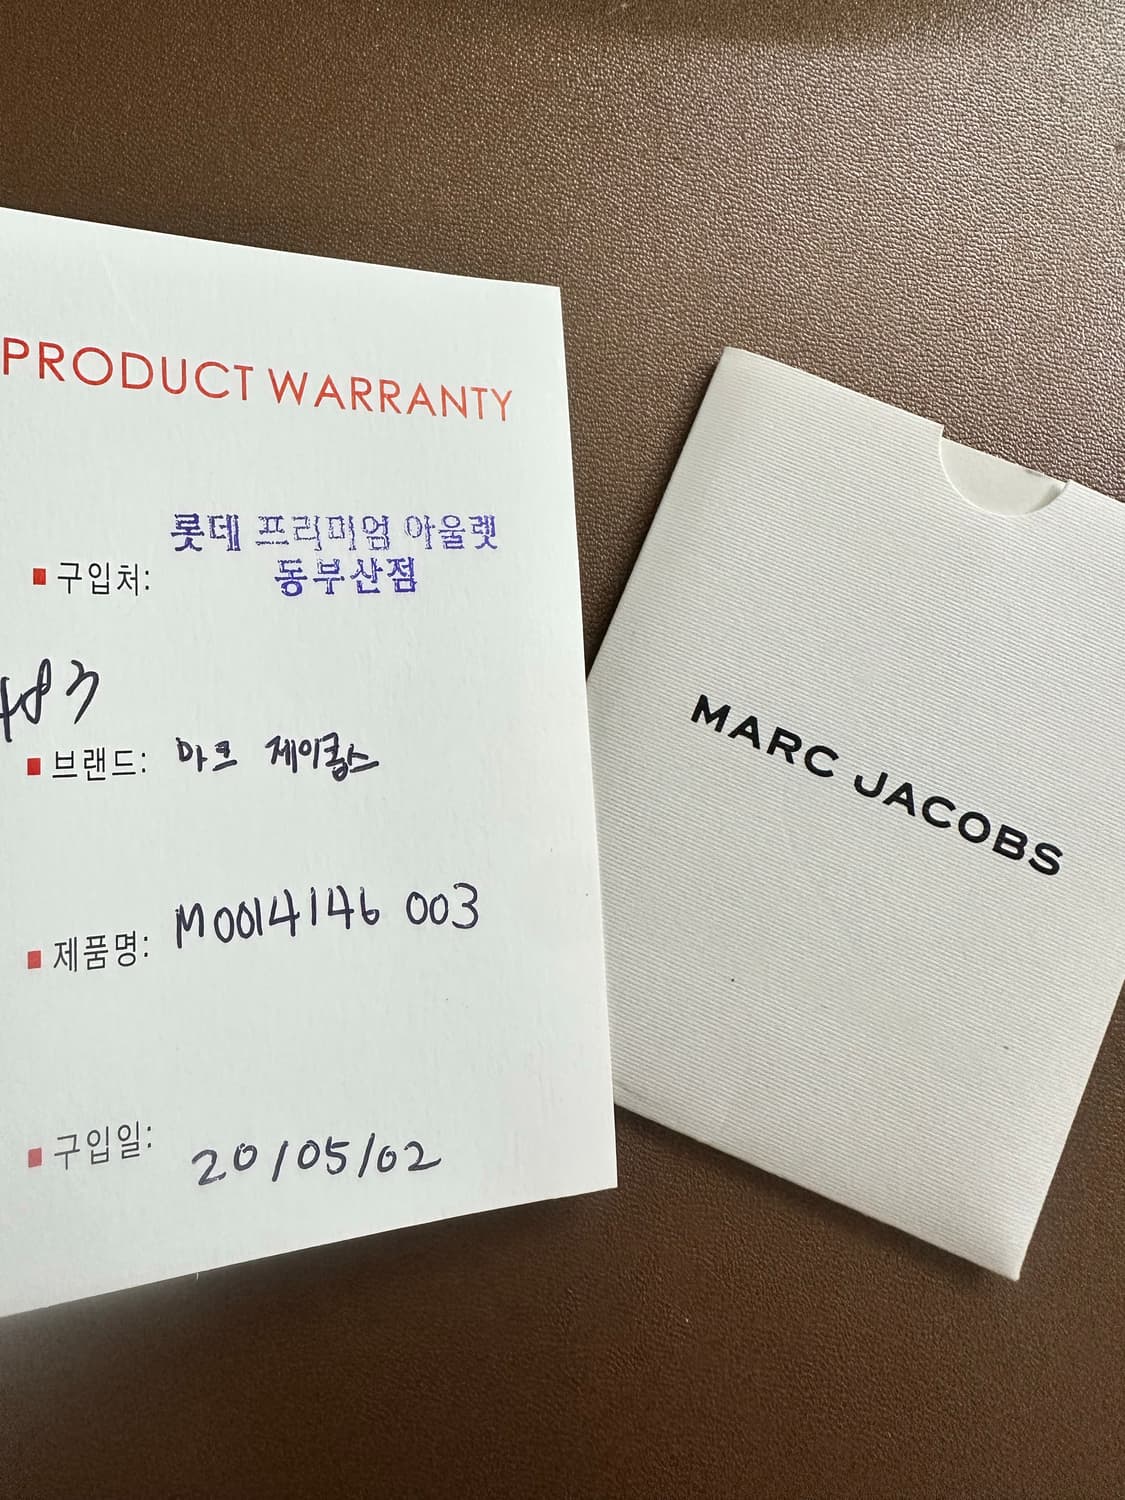 PRODUCT WARRANTY
롯데 프리미엄 아울렛
동부산점
구입처:
483
브랜드: 마크 제이콥스
제품명: M0014146 003
구입일: 20/05/02
MARC JACOBS